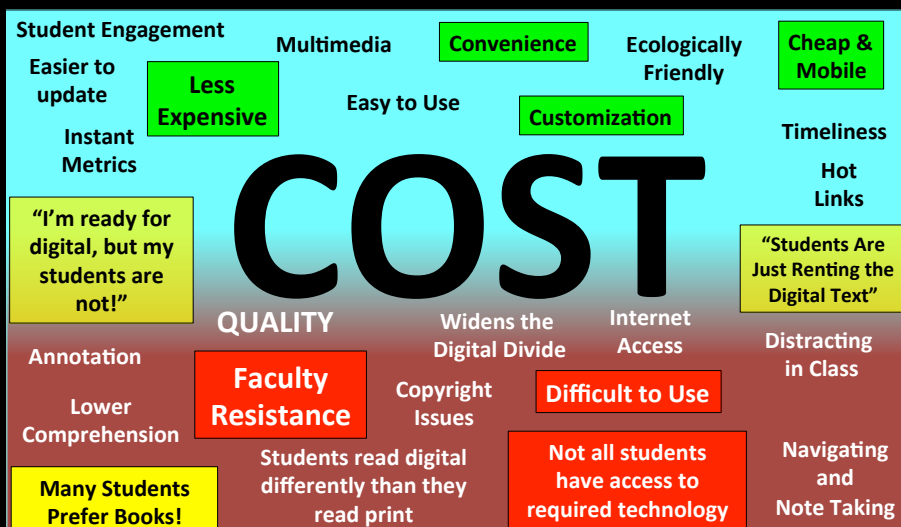 Student Engagement
Multimedia
Convenience
Ecologically
Friendly
Cheap &
Mobile
Easier to
update
Less
Expensive
Easy to Use
Customization
Instant
Metrics
Timeliness
Hot
Links
COST
“I’m ready for
digital, but my
students are
not!”
“Students Are
Just Renting the
Digital Text”
QUALITY
Widens the
Digital Divide
Internet
Access
Annotation
Distracting
in Class
Faculty
Resistance
Copyright
Issues
Difficult to Use
Lower
Comprehension
Students read digital
differently than they
read print
Not all students
have access to
required technology
Navigating
and
Note Taking
Many Students
Prefer Books!